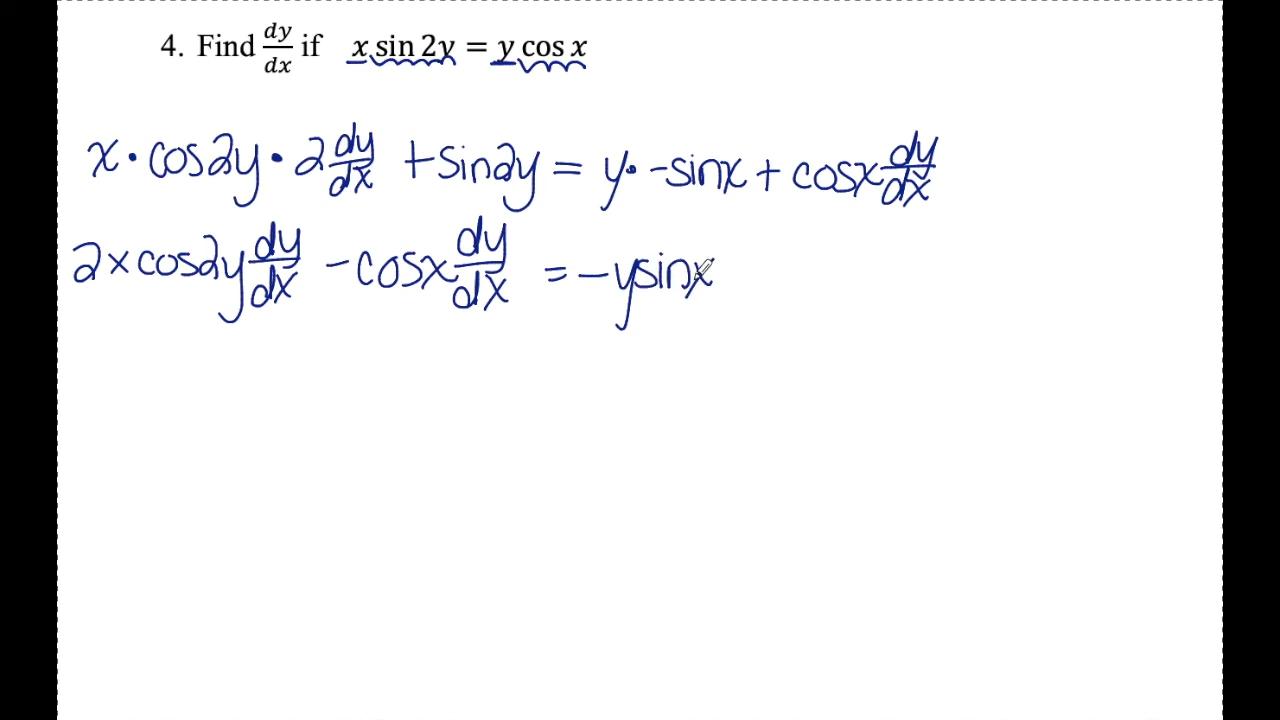 4. Find dy/dx if x sin 2y = y cos x
x · cos2y · 2 dy/dx + sin2y = y · -sinx + cosx dy/dx
2x cos2y dy/dx - cosx dy/dx = -ysinx